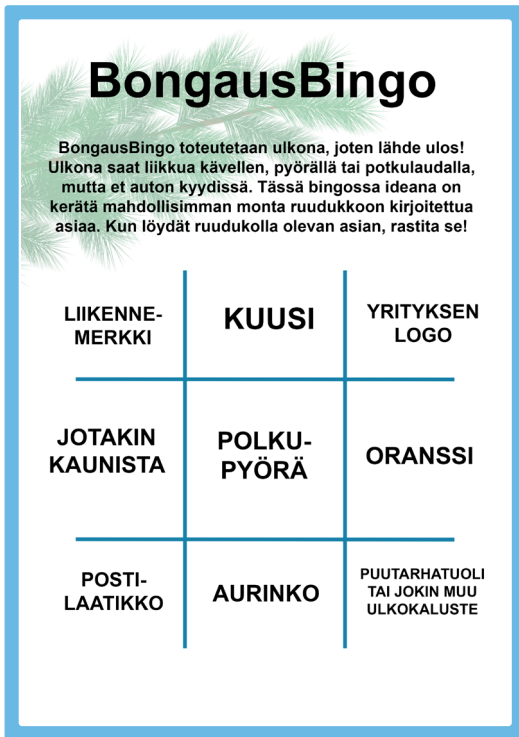 BongausBingo
BongausBingo toteutetaan ulkona, joten lähde ulos!
Ulkona saat liikkua kävellen, pyörällä tai potkulaudalla,
mutta et auton kyydissä. Tässä bingossa ideana on
kerätä mahdollisimman monta ruudukkoon kirjoitettua
asiaa. Kun löydät ruudukolla olevan asian, rastita se!
LIIKENNE-
MERKKI
KUUSI
YRITYKSEN
LOGO
JOTAKIN
KAUNISTA
POLKU-
PYÖRÄ
ORANSSI
POSTI-
LAATIKKO
AURINKO
PUUTARHATUOLI
TAI JOKIN MUU
ULKOKALUSTE